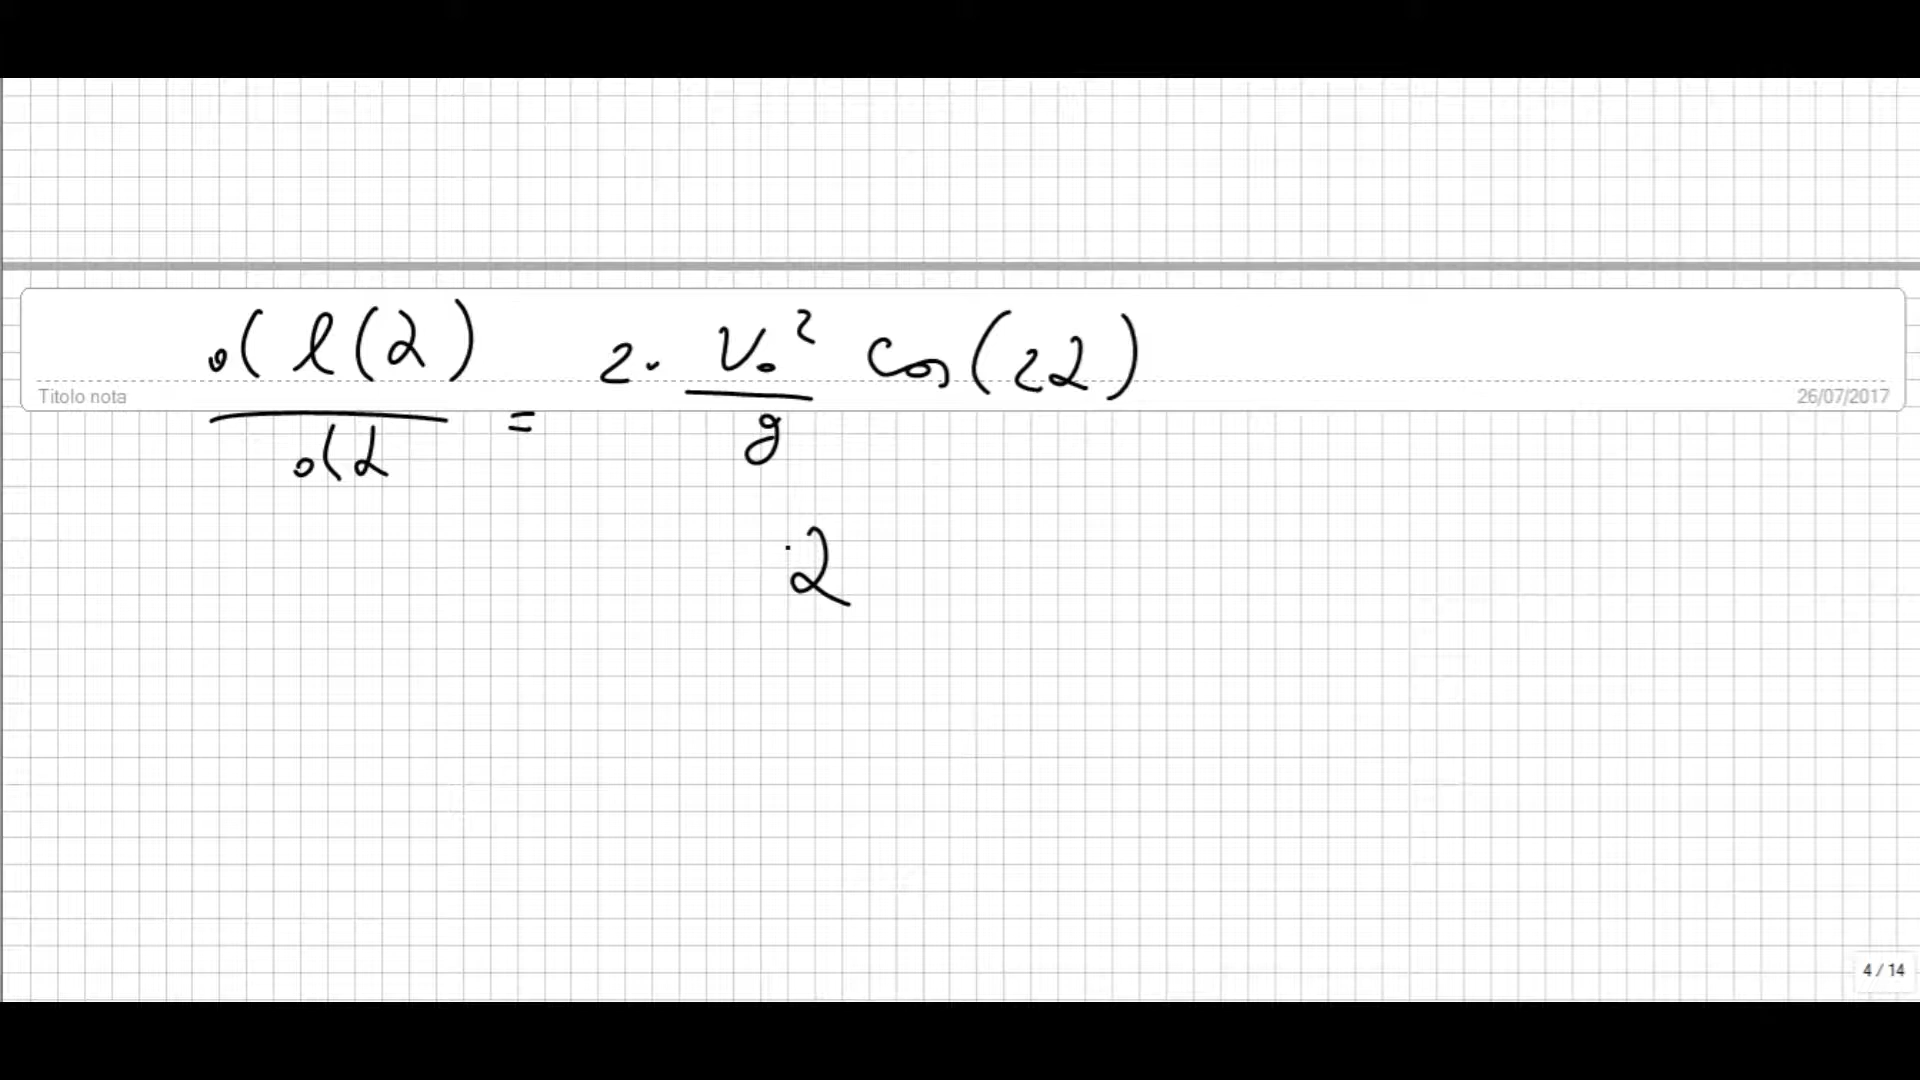 d l(α) / dα = 2 · V₀² / g cos(2α)
Titolo nota 26/07/2017
α
4 / 14